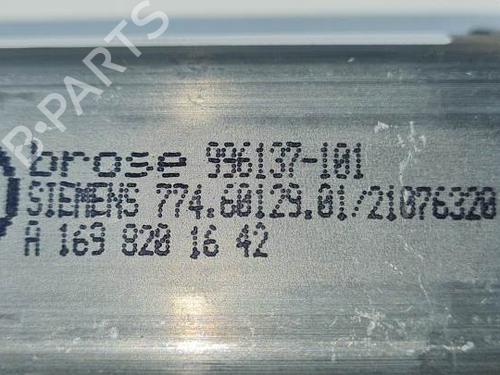 B-PARTS
brose 996137-101
SIEMENS 774.60129.01/21076320
A 169 820 16 42